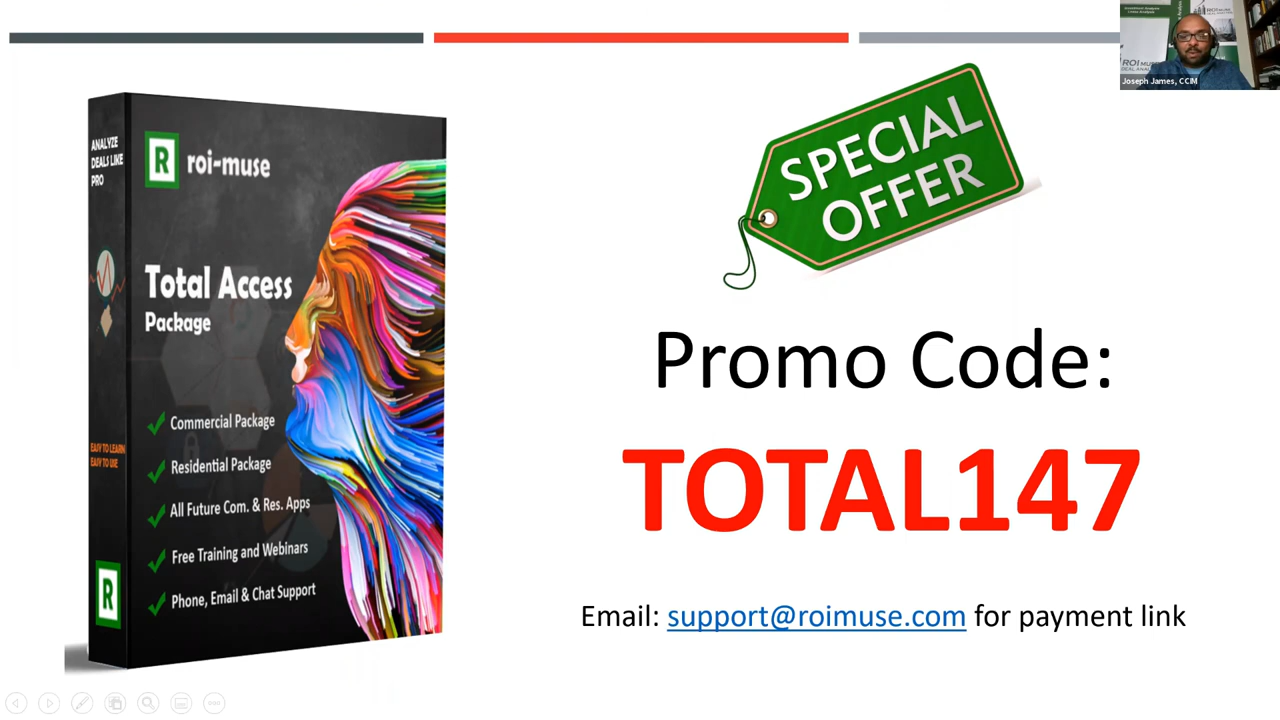 ANALYZE
DEALS LIKE
PRO
EASY TO LEARN
EASY TO USE
R
R roi-muse
Total Access
Package
Commercial Package
Residential Package
All Future Com. & Res. Apps
Free Training and Webinars
Phone, Email & Chat Support
SPECIAL
OFFER
Promo Code:
TOTAL147
Email: support@roimuse.com for payment link
ROI MUSE
Joseph James, CCIM